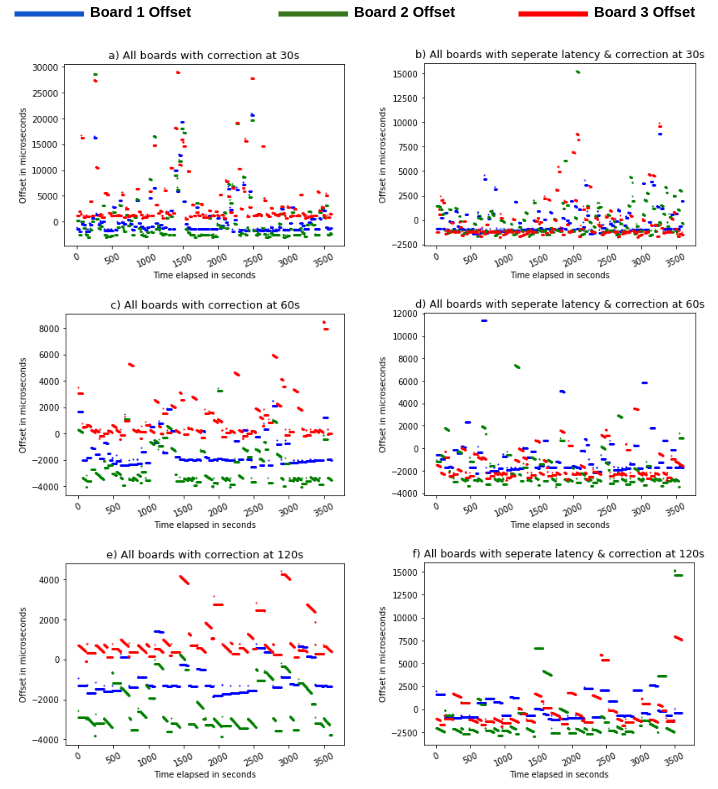 Board 1 Offset Board 2 Offset Board 3 Offset
a) All boards with correction at 30s
30000
25000
20000
15000
10000
5000
0
Offset in microseconds
0 500 1000 1500 2000 2500 3000 3500
Time elapsed in seconds
b) All boards with seperate latency & correction at 30s
15000
12500
10000
7500
5000
2500
0
−2500
Offset in microseconds
0 500 1000 1500 2000 2500 3000 3500
Time elapsed in seconds
c) All boards with correction at 60s
8000
6000
4000
2000
0
−2000
−4000
Offset in microseconds
0 500 1000 1500 2000 2500 3000 3500
Time elapsed in seconds
d) All boards with seperate latency & correction at 60s
12000
10000
8000
6000
4000
2000
0
−2000
−4000
Offset in microseconds
0 500 1000 1500 2000 2500 3000 3500
Time elapsed in seconds
e) All boards with correction at 120s
4000
2000
0
−2000
−4000
Offset in microseconds
0 500 1000 1500 2000 2500 3000 3500
Time elapsed in seconds
f) All boards with seperate latency & correction at 120s
15000
12500
10000
7500
5000
2500
0
−2500
Offset in microseconds
0 500 1000 1500 2000 2500 3000 3500
Time elapsed in seconds